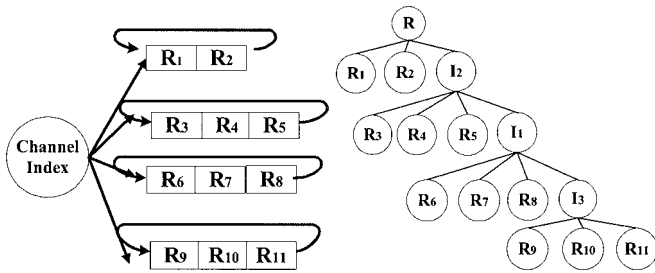 Channel
Index
R1 R2
R3 R4 R5
R6 R7 R8
R9 R10 R11
R
R1 R2 I2
R3 R4 R5 I1
R6 R7 R8 I3
R9 R10 R11